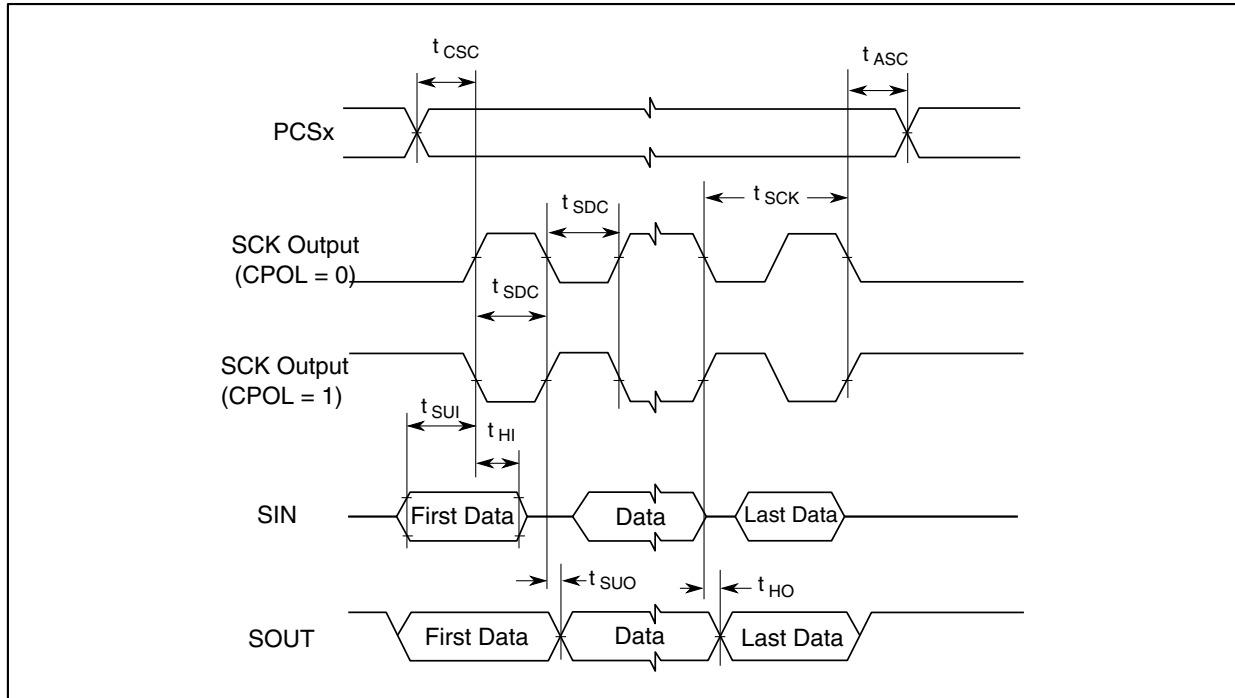 t CSC
t ASC
PCSx
t SDC
t SCK
SCK Output
(CPOL = 0)
t SDC
SCK Output
(CPOL = 1)
t SUI
t HI
SIN
First Data
Data
Last Data
t SUO
t HO
SOUT
First Data
Data
Last Data